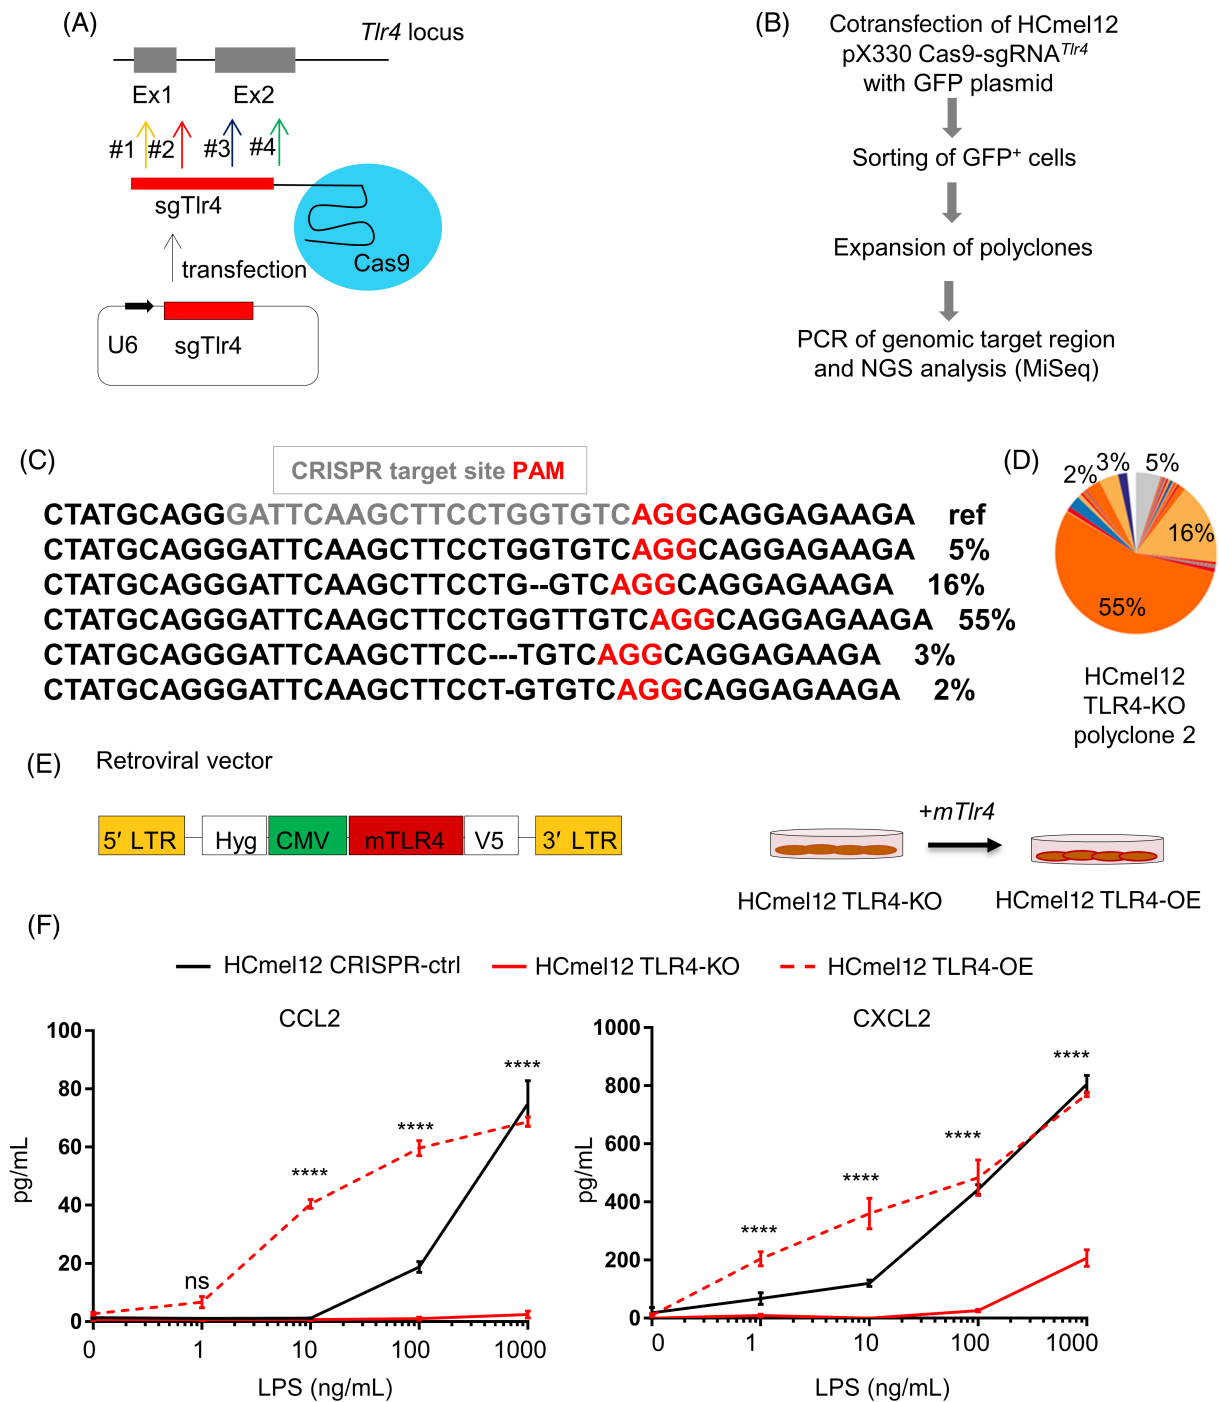 (A)
Tlr4 locus
Ex1 Ex2
#1 #2 #3 #4
sgTlr4
Cas9
transfection
U6 sgTlr4
(B)
Cotransfection of HCmel12
pX330 Cas9-sgRNA^Tlr4
with GFP plasmid
Sorting of GFP+ cells
Expansion of polyclones
PCR of genomic target region
and NGS analysis (MiSeq)
(C)
CRISPR target site PAM
CTATGCAGGGATTCAAGCTTCCTGGTGTCAGGCAGGAGAAGA ref
CTATGCAGGGATTCAAGCTTCCTGGTGTCAGGCAGGAGAAGA 5%
CTATGCAGGGATTCAAGCTTCCTG--GTCAGGCAGGAGAAGA 16%
CTATGCAGGGATTCAAGCTTCCTGGTTGTCAGGCAGGAGAAGA 55%
CTATGCAGGGATTCAAGCTTCC---TGTCAGGCAGGAGAAGA 3%
CTATGCAGGGATTCAAGCTTCCT-GTGTCAGGCAGGAGAAGA 2%
(D)
2% 3% 5%
16%
55%
HCmel12
TLR4-KO
polyclone 2
(E)
Retroviral vector
5′ LTR Hyg CMV mTLR4 V5 3′ LTR
+mTlr4
HCmel12 TLR4-KO HCmel12 TLR4-OE
(F)
HCmel12 CRISPR-ctrl HCmel12 TLR4-KO HCmel12 TLR4-OE
CCL2
pg/mL
100
80
60
40
20
0
ns
****
****
****
0 1 10 100 1000
LPS (ng/mL)
CXCL2
pg/mL
1000
800
600
400
200
0
****
****
****
****
0 1 10 100 1000
LPS (ng/mL)